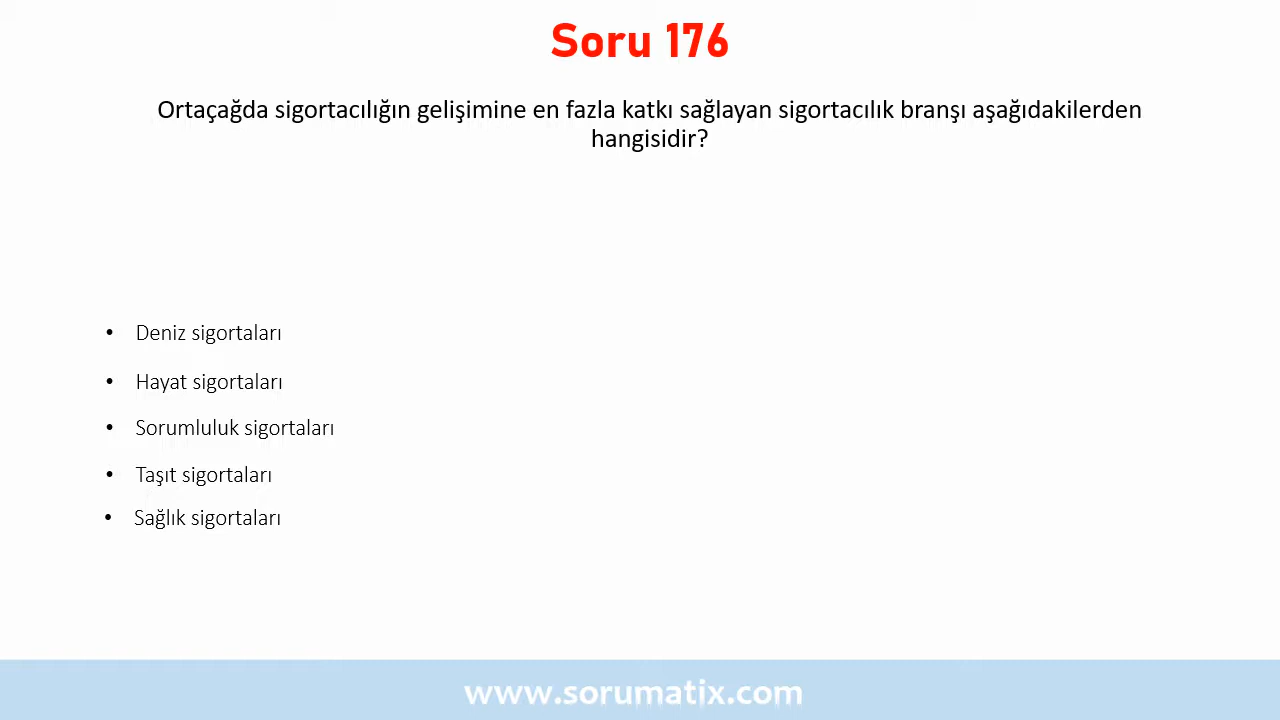 Soru 176
Ortaçağda sigortacılığın gelişimine en fazla katkı sağlayan sigortacılık branşı aşağıdakilerden
hangisidir?
• Deniz sigortaları
• Hayat sigortaları
• Sorumluluk sigortaları
• Taşıt sigortaları
• Sağlık sigortaları
www.sorumatix.com